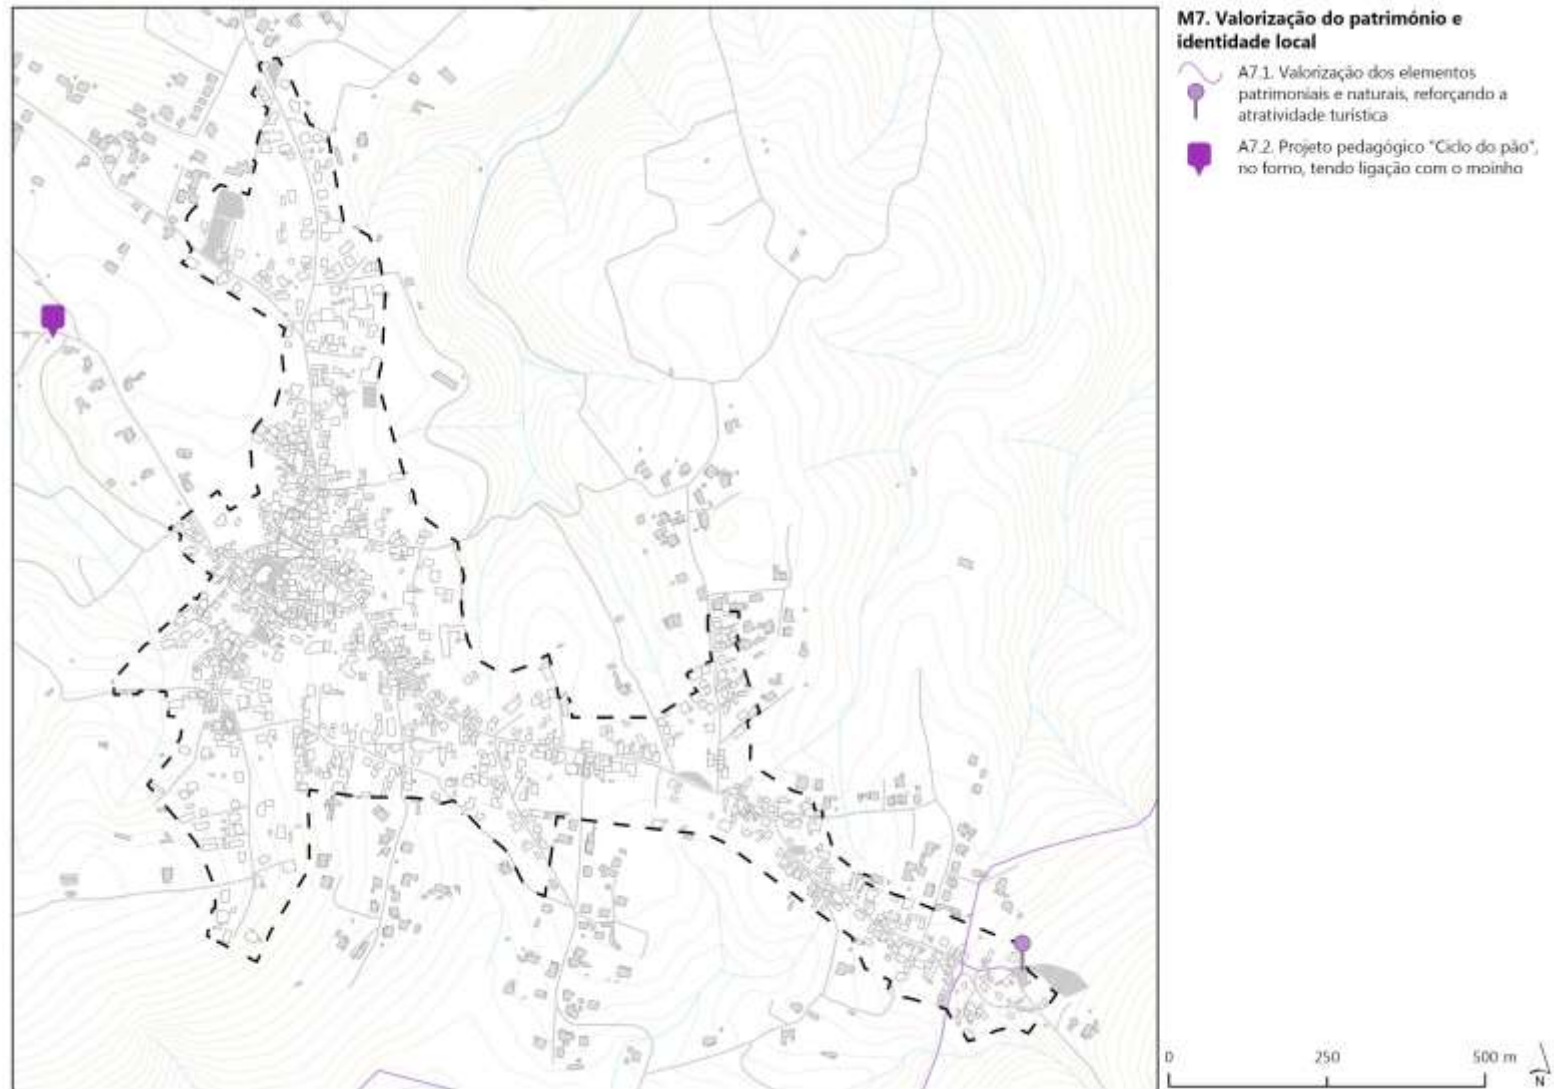 M7. Valorização do património e
identidade local
A7.1. Valorização dos elementos
patrimoniais e naturais, reforçando a
atratividade turística
A7.2. Projeto pedagógico "Ciclo do pão",
no forno, tendo ligação com o moinho
0 250 500 m
N